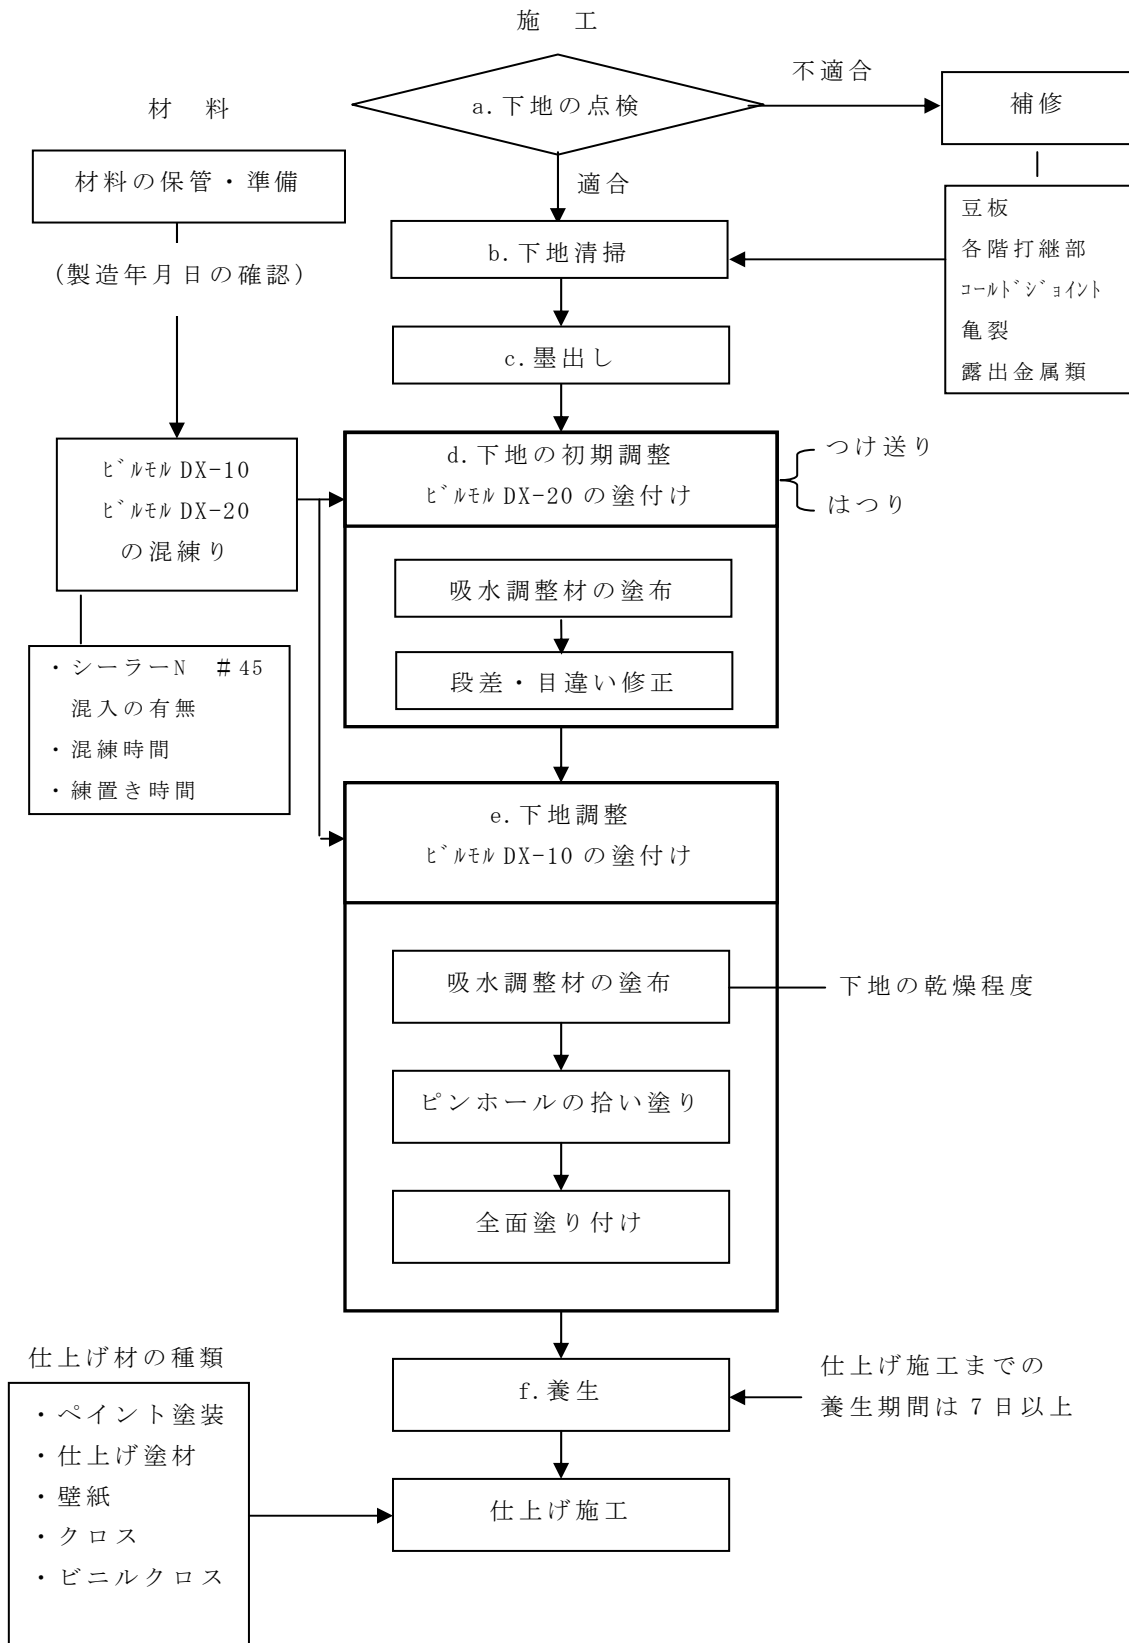 施　工
a.下地の点検
不適合
補修
材　料
材料の保管・準備
適合
豆板
各階打継部
ｺｰﾙﾄﾞｼﾞｮｲﾝﾄ
亀裂
露出金属類
b.下地清掃
(製造年月日の確認)
c.墨出し
ﾋﾞﾙﾓﾙ DX-10
ﾋﾞﾙﾓﾙ DX-20
の混練り
d.下地の初期調整
ﾋﾞﾙﾓﾙ DX-20 の塗付け
つけ送り
はつり
吸水調整材の塗布
段差・目違い修正
・シーラーN　＃45
混入の有無
・混練時間
・練置き時間
e.下地調整
ﾋﾞﾙﾓﾙ DX-10 の塗付け
吸水調整材の塗布
下地の乾燥程度
ピンホールの拾い塗り
全面塗り付け
f.養生
仕上げ施工までの
養生期間は 7 日以上
仕上げ材の種類
・ペイント塗装
・仕上げ塗材
・壁紙
・クロス
・ビニルクロス
仕上げ施工